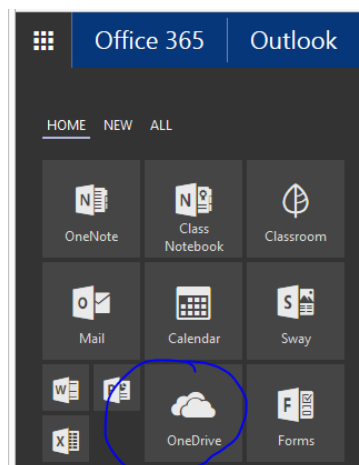 Office 365 Outlook
HOME NEW ALL
OneNote
Class
Notebook
Classroom
Mail
Calendar
Sway
OneDrive
Forms